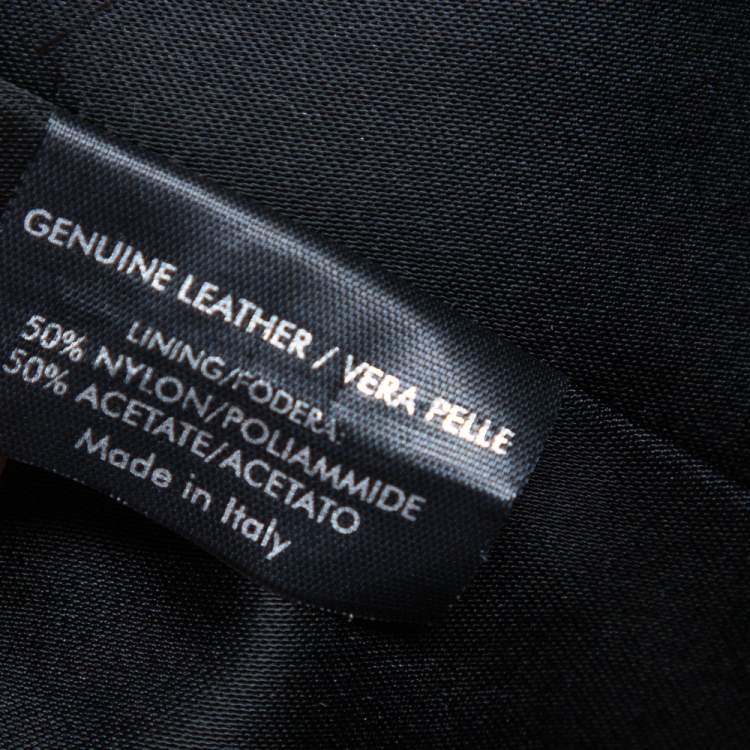 GENUINE LEATHER / VERA PELLE
LINING/FODERA:
50% NYLON/POLIAMMIDE
50% ACETATE/ACETATO
Made in Italy